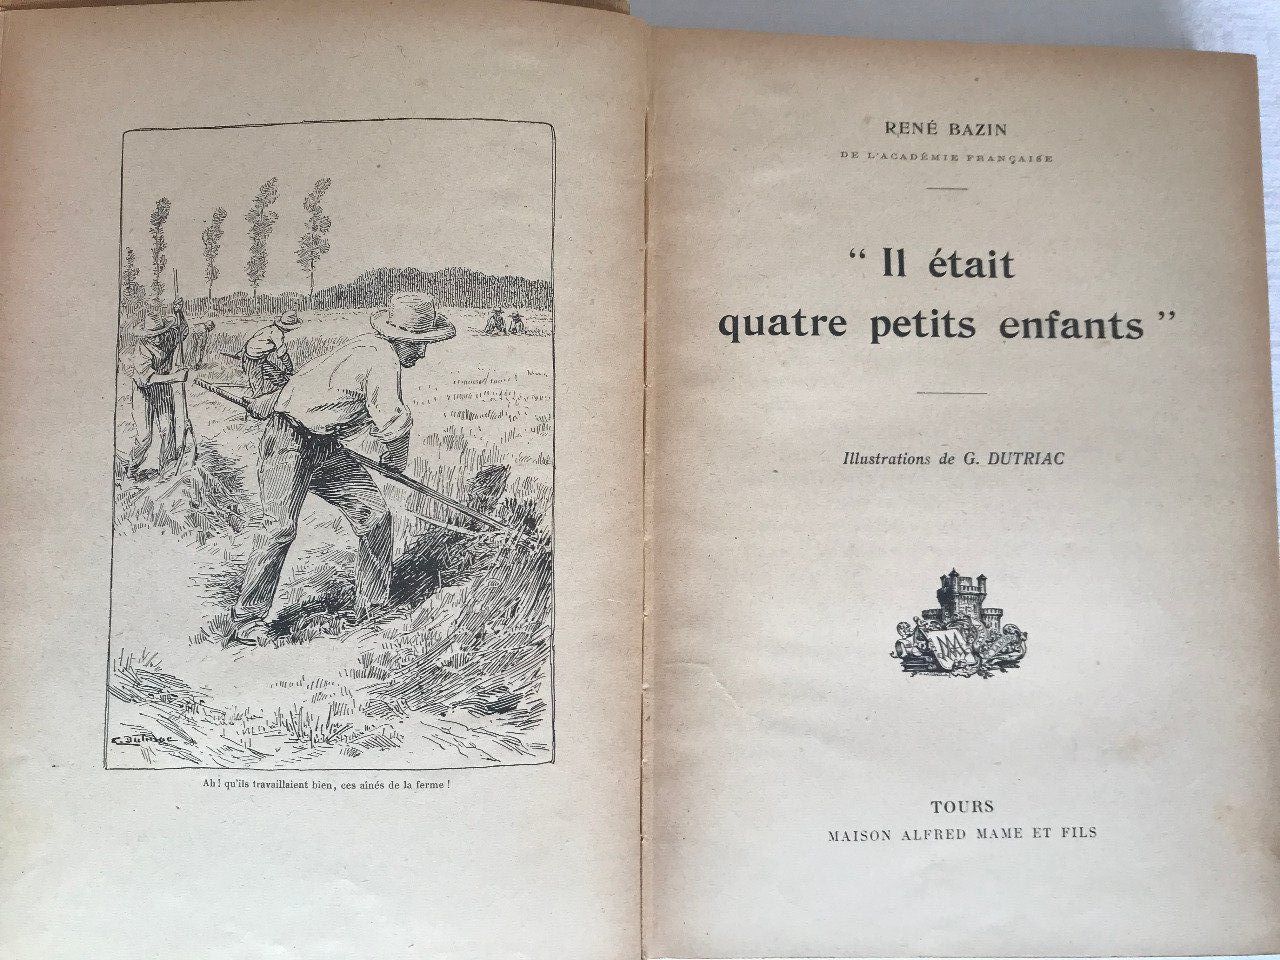 G. Dutriac
Ah ! qu'ils travaillaient bien, ces aînés de la ferme !
RENÉ BAZIN
DE L'ACADÉMIE FRANÇAISE
“ Il était
quatre petits enfants ”
Illustrations de G. DUTRIAC
TOURS
MAISON ALFRED MAME ET FILS